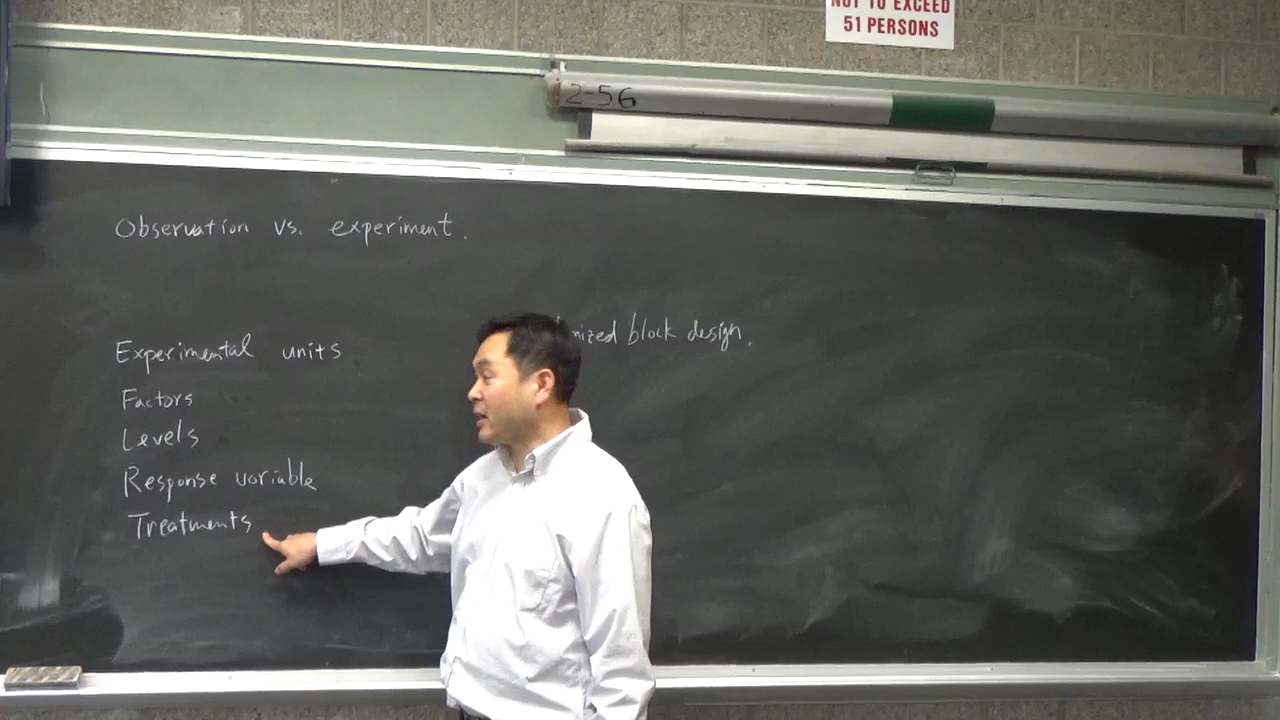 NOT TO EXCEED
51 PERSONS
2-56
Observation vs. experiment.
block design.
Experimental units
Factors
Levels
Response variable
Treatments